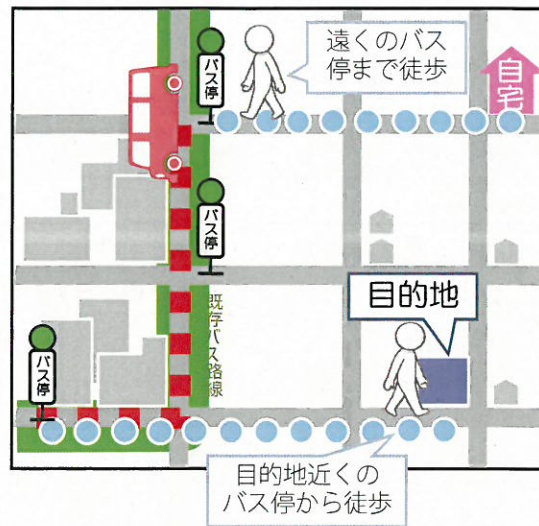 バス停
遠くのバス
停まで徒歩
自宅
バス停
目的地
既存バス路線
バス停
目的地近くの
バス停から徒歩